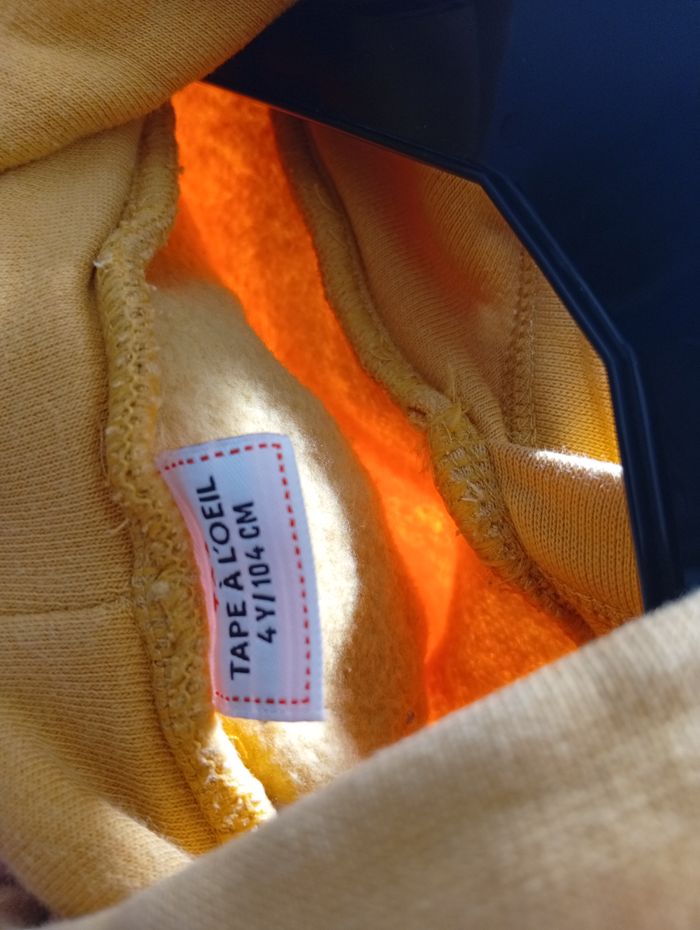 TAPE À L'OEIL
4 Y/104 CM